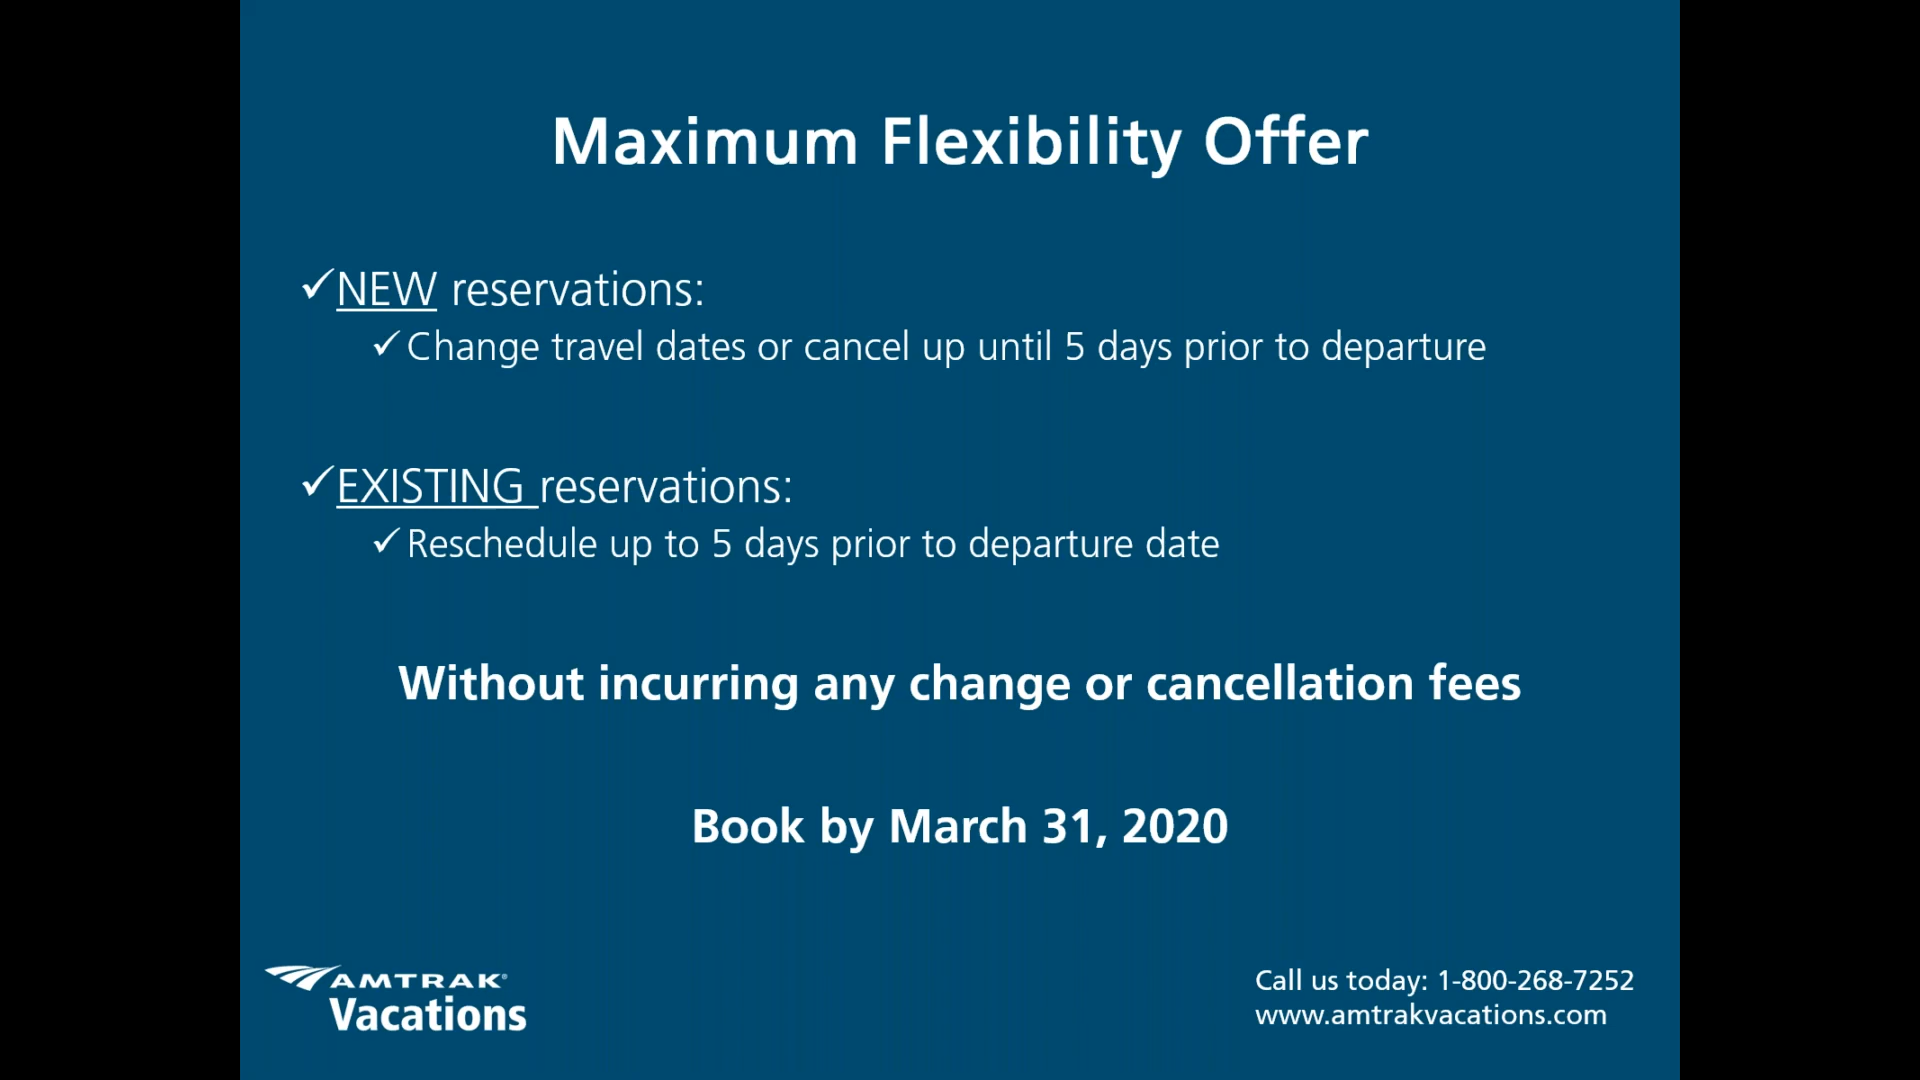 Maximum Flexibility Offer
✓NEW reservations:
✓Change travel dates or cancel up until 5 days prior to departure
✓EXISTING reservations:
✓Reschedule up to 5 days prior to departure date
Without incurring any change or cancellation fees
Book by March 31, 2020
AMTRAK®
Vacations
Call us today: 1-800-268-7252
www.amtrakvacations.com